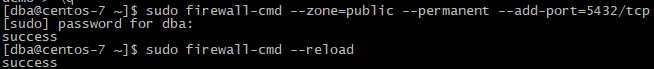 [dba@centos-7 ~]$ sudo firewall-cmd --zone=public --permanent --add-port=5432/tcp
[sudo] password for dba:
success
[dba@centos-7 ~]$ sudo firewall-cmd --reload
success